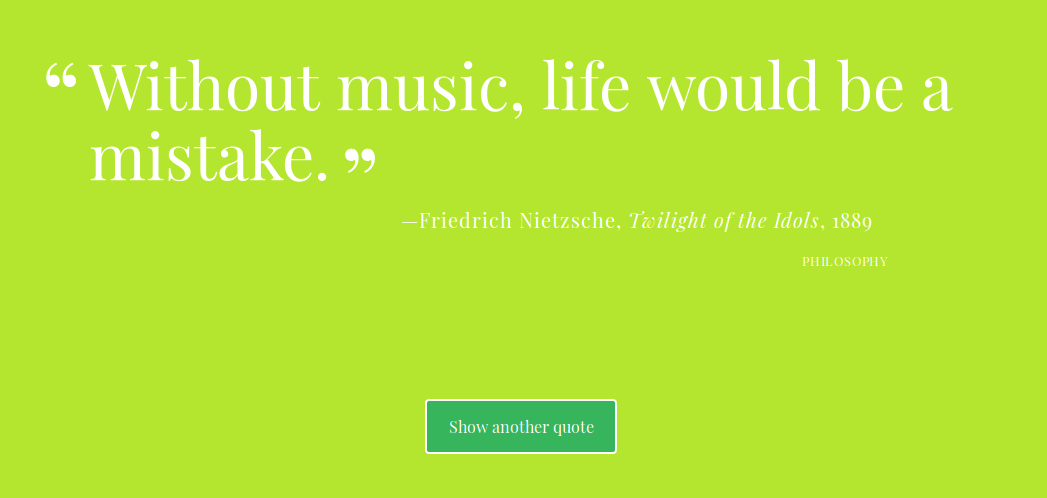 “Without music, life would be a
mistake.”
—Friedrich Nietzsche, Twilight of the Idols, 1889
PHILOSOPHY
Show another quote